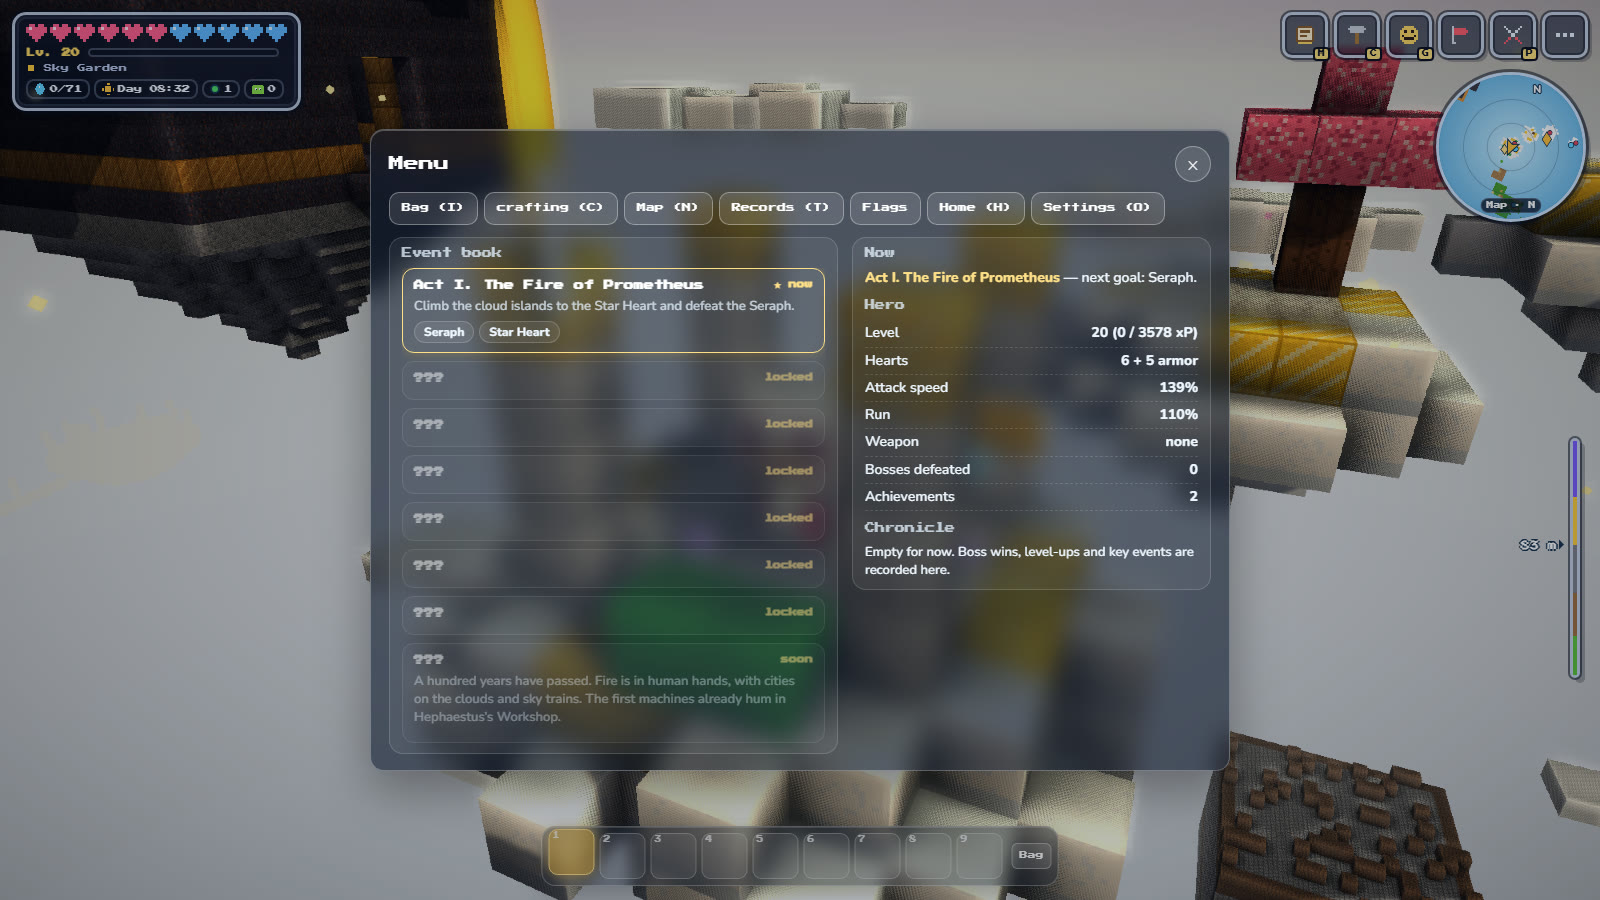 Lv. 20
Sky Garden
0/71
Day 08:32
1
0
M
C
G
P
N
Map · N
Menu
×
Bag (I)
crafting (C)
Map (N)
Records (T)
Flags
Home (H)
Settings (O)
Event book
Act I. The Fire of Prometheus
★ now
Climb the cloud islands to the Star Heart and defeat the Seraph.
Seraph
Star Heart
???
locked
???
locked
???
locked
???
locked
???
locked
???
locked
???
soon
A hundred years have passed. Fire is in human hands, with cities
on the clouds and sky trains. The first machines already hum in
Hephaestus's Workshop.
Now
Act I. The Fire of Prometheus — next goal: Seraph.
Hero
Level 20 (0 / 3578 xP)
Hearts 6 + 5 armor
Attack speed 139%
Run 110%
Weapon none
Bosses defeated 0
Achievements 2
Chronicle
Empty for now. Boss wins, level-ups and key events are
recorded here.
83 m
1
2
3
4
5
6
7
8
9
Bag